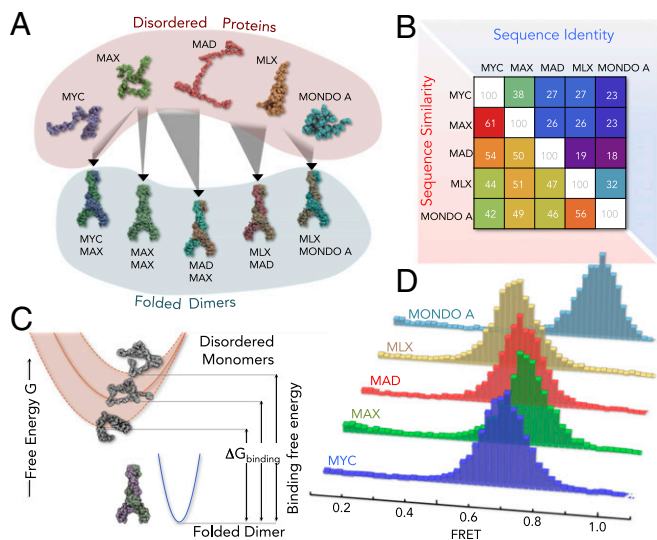 A
Disordered Proteins
MYC
MAX
MAD
MLX
MONDO A
MYC
MAX
MAX
MAX
MAD
MAX
MLX
MAD
MLX
MONDO A
Folded Dimers
B
Sequence Identity
Sequence Similarity
MYC MAX MAD MLX MONDO A
MYC 100 38 27 27 23
MAX 61 100 26 26 23
MAD 54 50 100 19 18
MLX 44 51 47 100 32
MONDO A 42 49 46 56 100
C
Free Energy G
Disordered
Monomers
ΔGbinding
Binding free energy
Folded Dimer
D
MONDO A
MLX
MAD
MAX
MYC
0.2 0.4 0.6 0.8 1.0
FRET